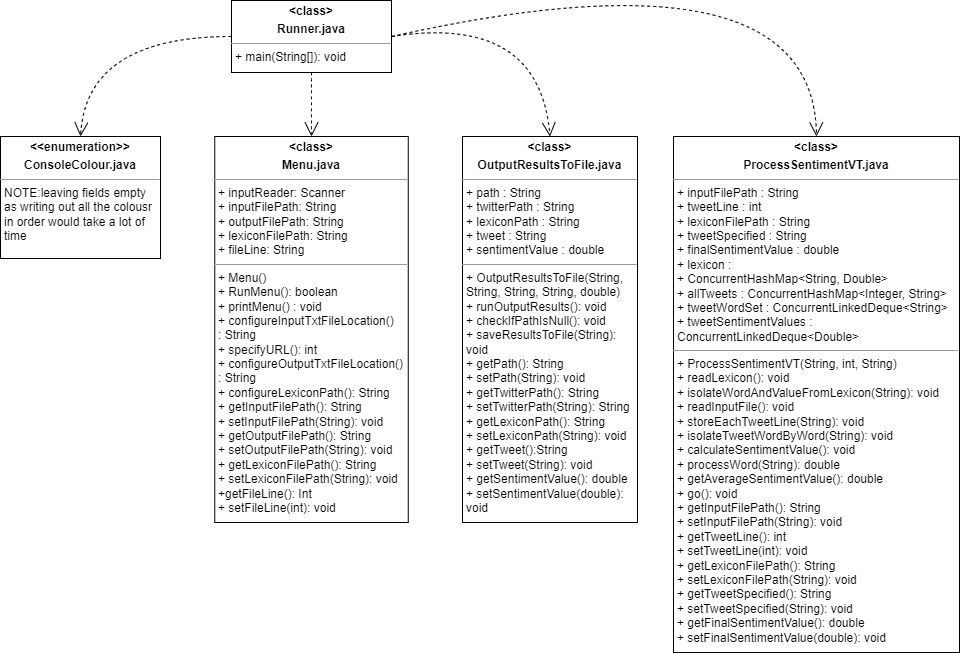 <class>
Runner.java
+ main(String[]): void
<<enumeration>>
ConsoleColour.java
NOTE:leaving fields empty
as writing out all the colousr
in order would take a lot of
time
<class>
Menu.java
+ inputReader: Scanner
+ inputFilePath: String
+ outputFilePath: String
+ lexiconFilePath: String
+ fileLine: String
+ Menu()
+ RunMenu(): boolean
+ printMenu() : void
+ configureInputTxtFileLocation()
: String
+ specifyURL(): int
+ configureOutputTxtFileLocation()
: String
+ configureLexiconPath(): String
+ getInputFilePath(): String
+ setInputFilePath(String): void
+ getOutputFilePath(): String
+ setOutputFilePath(String): void
+ getLexiconFilePath(): String
+ setLexiconFilePath(String): void
+getFileLine(): Int
+ setFileLine(int): void
<class>
OutputResultsToFile.java
+ path : String
+ twitterPath : String
+ lexiconPath : String
+ tweet : String
+ sentimentValue : double
+ OutputResultsToFile(String,
String, String, String, double)
+ runOutputResults(): void
+ checkIfPathIsNull(): void
+ saveResultsToFile(String):
void
+ getPath(): String
+ setPath(String): void
+ getTwitterPath(): String
+ setTwitterPath(String): String
+ getLexiconPath(): String
+ setLexiconPath(String): void
+ getTweet():String
+ setTweet(String): void
+ getSentimentValue(): double
+ setSentimentValue(double):
void
<class>
ProcessSentimentVT.java
+ inputFilePath : String
+ tweetLine : int
+ lexiconFilePath : String
+ tweetSpecified : String
+ finalSentimentValue : double
+ lexicon :
+ ConcurrentHashMap<String, Double>
+ allTweets : ConcurrentHashMap<Integer, String>
+ tweetWordSet : ConcurrentLinkedDeque<String>
+ tweetSentimentValues :
ConcurrentLinkedDeque<Double>
+ ProcessSentimentVT(String, int, String)
+ readLexicon(): void
+ isolateWordAndValueFromLexicon(String): void
+ readInputFile(): void
+ storeEachTweetLine(String): void
+ isolateTweetWordByWord(String): void
+ calculateSentimentValue(): void
+ processWord(String): double
+ getAverageSentimentValue(): double
+ go(): void
+ getInputFilePath(): String
+ setInputFilePath(String): void
+ getTweetLine(): int
+ setTweetLine(int): void
+ getLexiconFilePath(): String
+ setLexiconFilePath(String): void
+ getTweetSpecified(): String
+ setTweetSpecified(String): void
+ getFinalSentimentValue(): double
+ setFinalSentimentValue(double): void